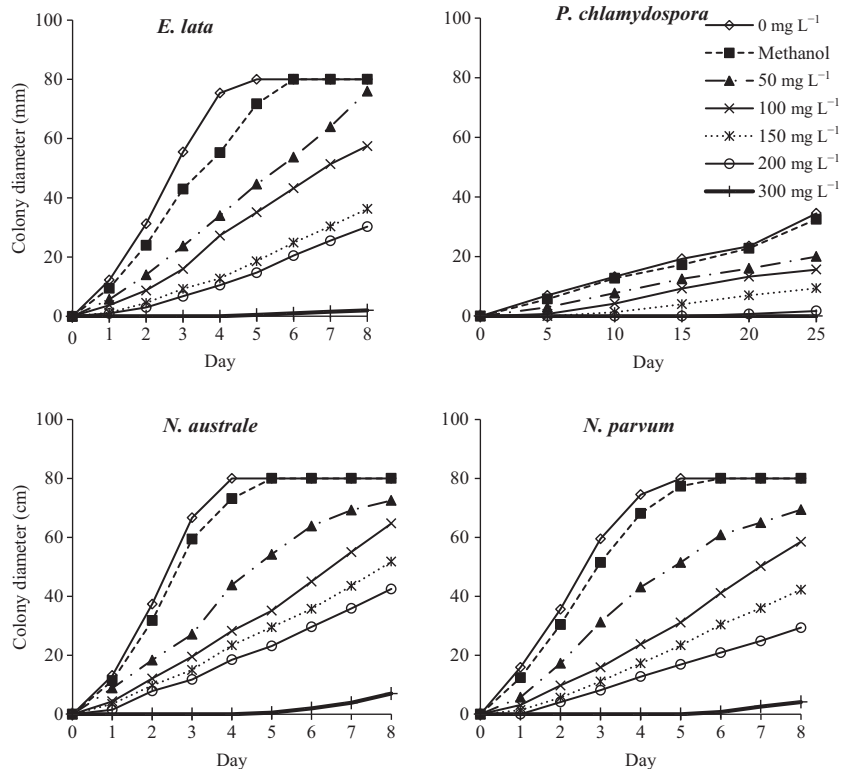 E. lata
Colony diameter (mm)
100
80
60
40
20
0
0 1 2 3 4 5 6 7 8
Day
P. chlamydospora
0 mg L⁻¹
Methanol
50 mg L⁻¹
100 mg L⁻¹
150 mg L⁻¹
200 mg L⁻¹
300 mg L⁻¹
100
80
60
40
20
0
0 5 10 15 20 25
Day
N. australe
Colony diameter (cm)
100
80
60
40
20
0
0 1 2 3 4 5 6 7 8
Day
N. parvum
100
80
60
40
20
0
0 1 2 3 4 5 6 7 8
Day